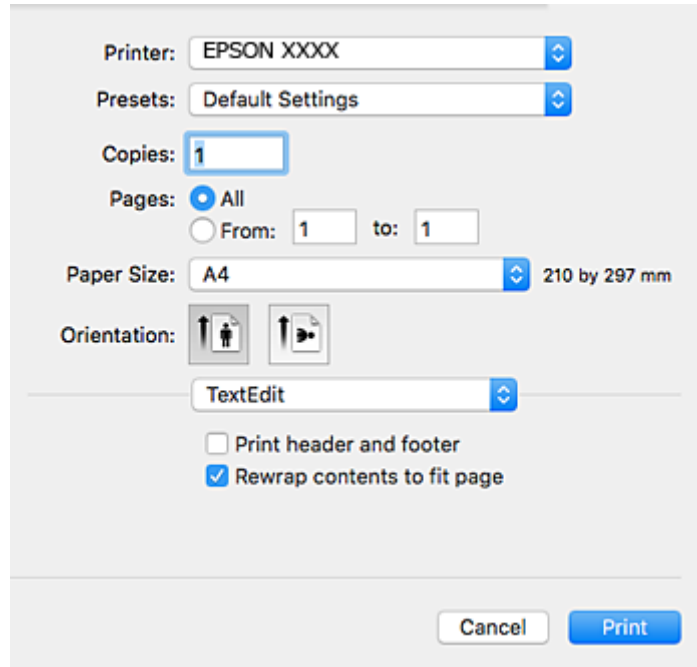 Printer: EPSON XXXX
Presets: Default Settings
Copies: 1
Pages: All
From: 1 to: 1
Paper Size: A4 210 by 297 mm
Orientation:
TextEdit
Print header and footer
Rewrap contents to fit page
Cancel Print